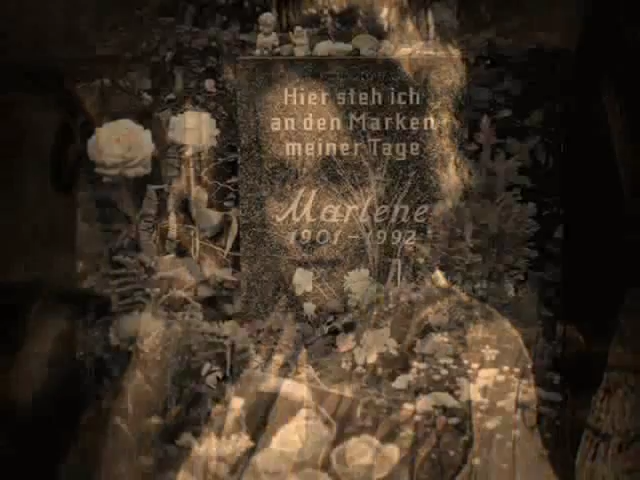 Hier steh ich
an den Marken
meiner Tage
Marlene
1901–1992